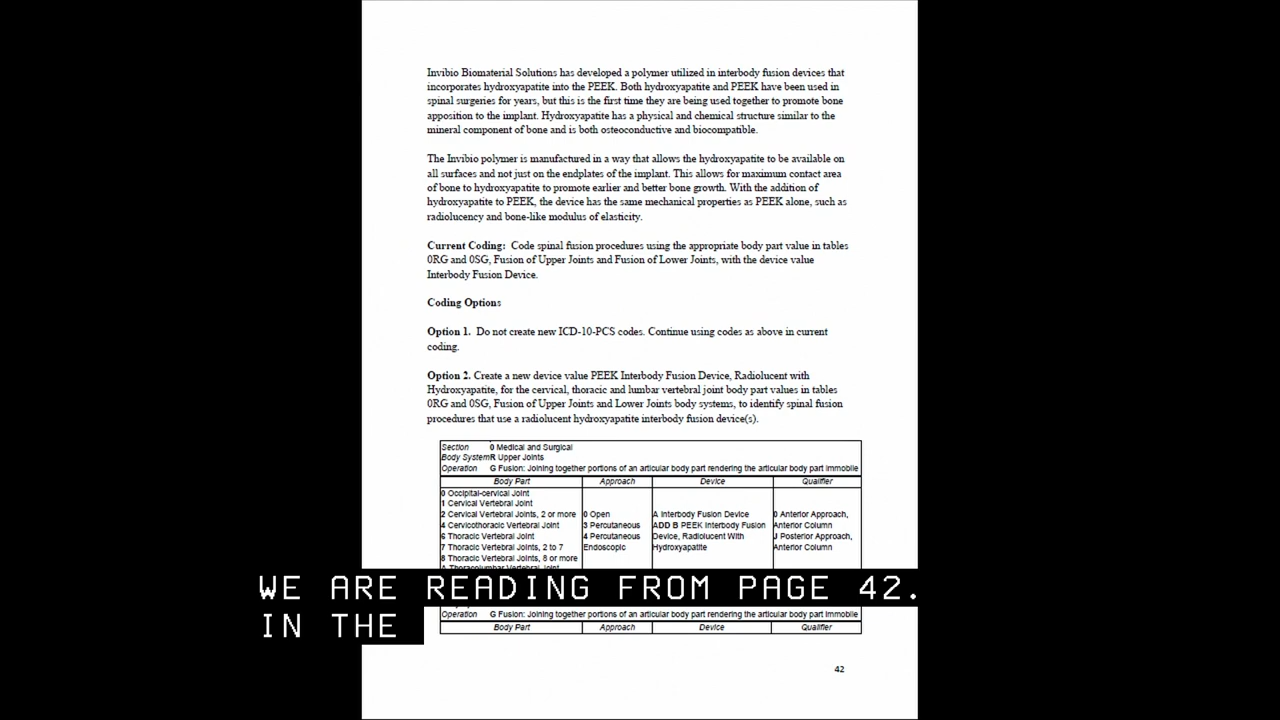 Invibio Biomaterial Solutions has developed a polymer utilized in interbody fusion devices that
incorporates hydroxyapatite into the PEEK. Both hydroxyapatite and PEEK have been used in
spinal surgeries for years, but this is the first time they are being used together to promote bone
apposition to the implant. Hydroxyapatite has a physical and chemical structure similar to the
mineral component of bone and is both osteoconductive and biocompatible.
The Invibio polymer is manufactured in a way that allows the hydroxyapatite to be available on
all surfaces and not just on the endplates of the implant. This allows for maximum contact area
of bone to hydroxyapatite to promote earlier and better bone growth. With the addition of
hydroxyapatite to PEEK, the device has the same mechanical properties as PEEK alone, such as
radiolucency and bone-like modulus of elasticity.
Current Coding: Code spinal fusion procedures using the appropriate body part value in tables
0RG and 0SG, Fusion of Upper Joints and Fusion of Lower Joints, with the device value
Interbody Fusion Device.
Coding Options
Option 1. Do not create new ICD-10-PCS codes. Continue using codes as above in current
coding.
Option 2. Create a new device value PEEK Interbody Fusion Device, Radiolucent with
Hydroxyapatite, for the cervical, thoracic and lumbar vertebral joint body part values in tables
0RG and 0SG, Fusion of Upper Joints and Lower Joints body systems, to identify spinal fusion
procedures that use a radiolucent hydroxyapatite interbody fusion device(s).
Section 0 Medical and Surgical
Body System R Upper Joints
Operation G Fusion: Joining together portions of an articular body part rendering the articular body part immobile
Body Part Approach Device Qualifier
0 Occipital-cervical Joint
1 Cervical Vertebral Joint
2 Cervical Vertebral Joints, 2 or more 0 Open A Interbody Fusion Device 0 Anterior Approach,
4 Cervicothoracic Vertebral Joint 3 Percutaneous ADD B PEEK Interbody Fusion Anterior Column
6 Thoracic Vertebral Joint 4 Percutaneous Device, Radiolucent With J Posterior Approach,
7 Thoracic Vertebral Joints, 2 to 7 Endoscopic Hydroxyapatite Anterior Column
8 Thoracic Vertebral Joints, 8 or more
A Thoracolumbar Vertebral Joint
WE ARE READING FROM PAGE 42.
IN THE
Operation G Fusion: Joining together portions of an articular body part rendering the articular body part immobile
Body Part Approach Device Qualifier
42